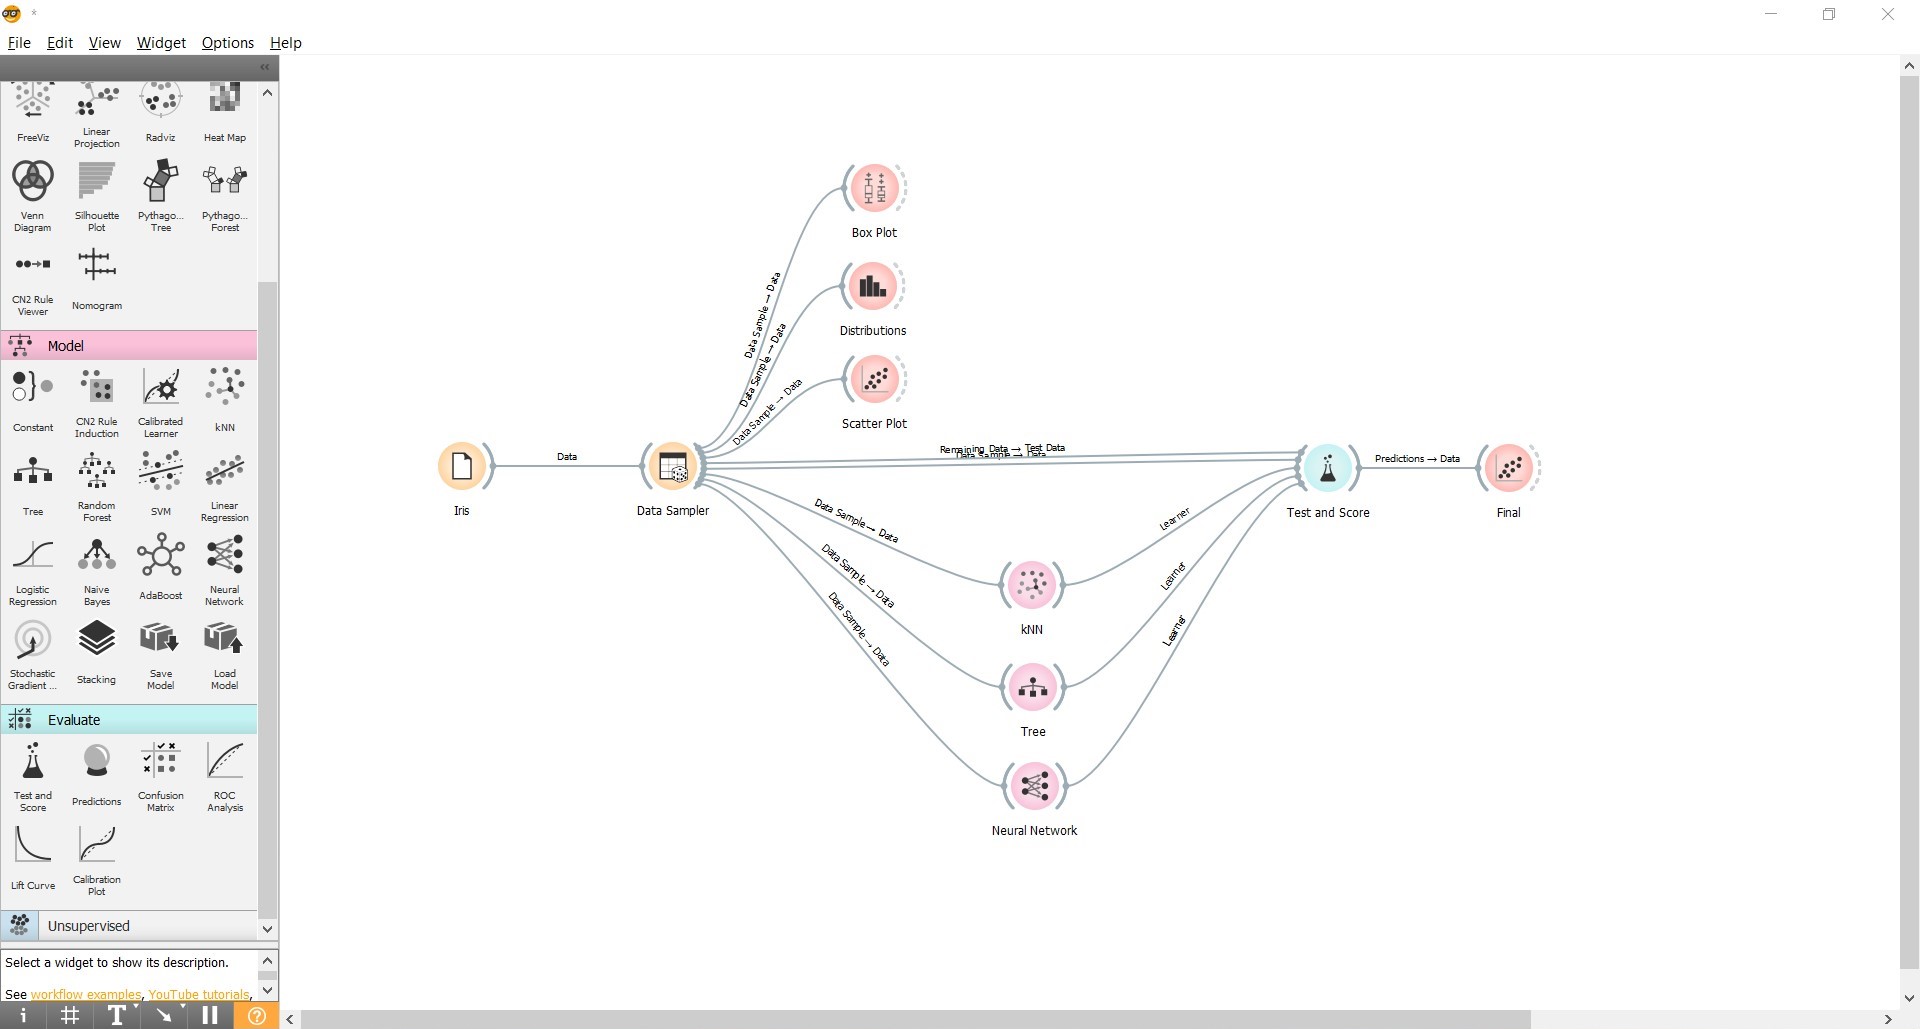 *
File Edit View Widget Options Help
FreeViz
Linear
Projection
Radviz
Heat Map
Venn
Diagram
Silhouette
Plot
Pythago...
Tree
Pythago...
Forest
CN2 Rule
Viewer
Nomogram
Model
Constant
CN2 Rule
Induction
Calibrated
Learner
kNN
Tree
Random
Forest
SVM
Linear
Regression
Logistic
Regression
Naive
Bayes
AdaBoost
Neural
Network
Stochastic
Gradient ...
Stacking
Save
Model
Load
Model
Evaluate
Test and
Score
Predictions
Confusion
Matrix
ROC
Analysis
Lift Curve
Calibration
Plot
Unsupervised
Select a widget to show its description.
See workflow examples, YouTube tutorials,
Box Plot
Data Sample → Data
Distributions
Data Sample → Data
Scatter Plot
Data Sample → Data
Iris
Data
Data Sampler
Remaining Data → Test Data
Data Sample → Data
Test and Score
Predictions → Data
Final
Data Sample → Data
Learner
kNN
Data Sample → Data
Learner
Tree
Data Sample → Data
Learner
Neural Network